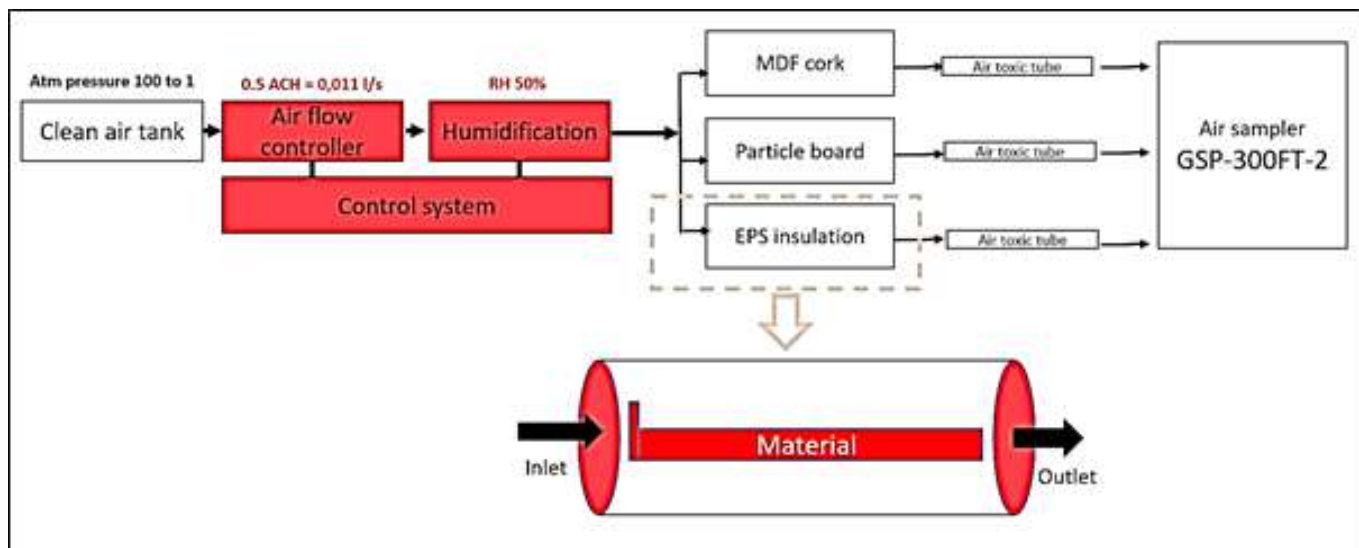 Atm pressure 100 to 1
0.5 ACH = 0,011 l/s
RH 50%
Clean air tank
Air flow
controller
Humidification
Control system
MDF cork
Particle board
EPS insulation
Air toxic tube
Air toxic tube
Air toxic tube
Air sampler
GSP-300FT-2
Inlet
Material
Outlet